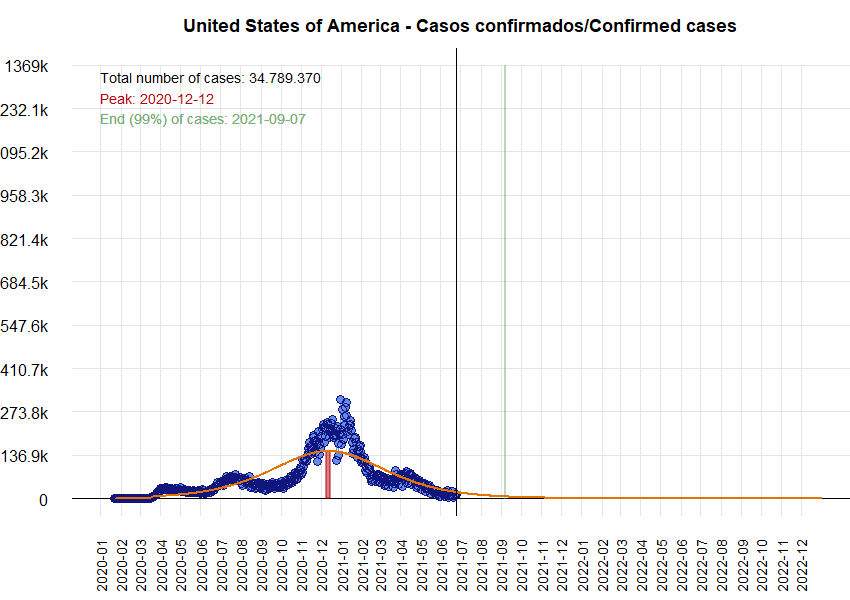 United States of America - Casos confirmados/Confirmed cases
1369k
232.1k
095.2k
958.3k
821.4k
684.5k
547.6k
410.7k
273.8k
136.9k
0
Total number of cases: 34.789.370
Peak: 2020-12-12
End (99%) of cases: 2021-09-07
2020-01
2020-02
2020-03
2020-04
2020-05
2020-06
2020-07
2020-08
2020-09
2020-10
2020-11
2020-12
2021-01
2021-02
2021-03
2021-04
2021-05
2021-06
2021-07
2021-08
2021-09
2021-10
2021-11
2021-12
2022-01
2022-02
2022-03
2022-04
2022-05
2022-06
2022-07
2022-08
2022-09
2022-10
2022-11
2022-12